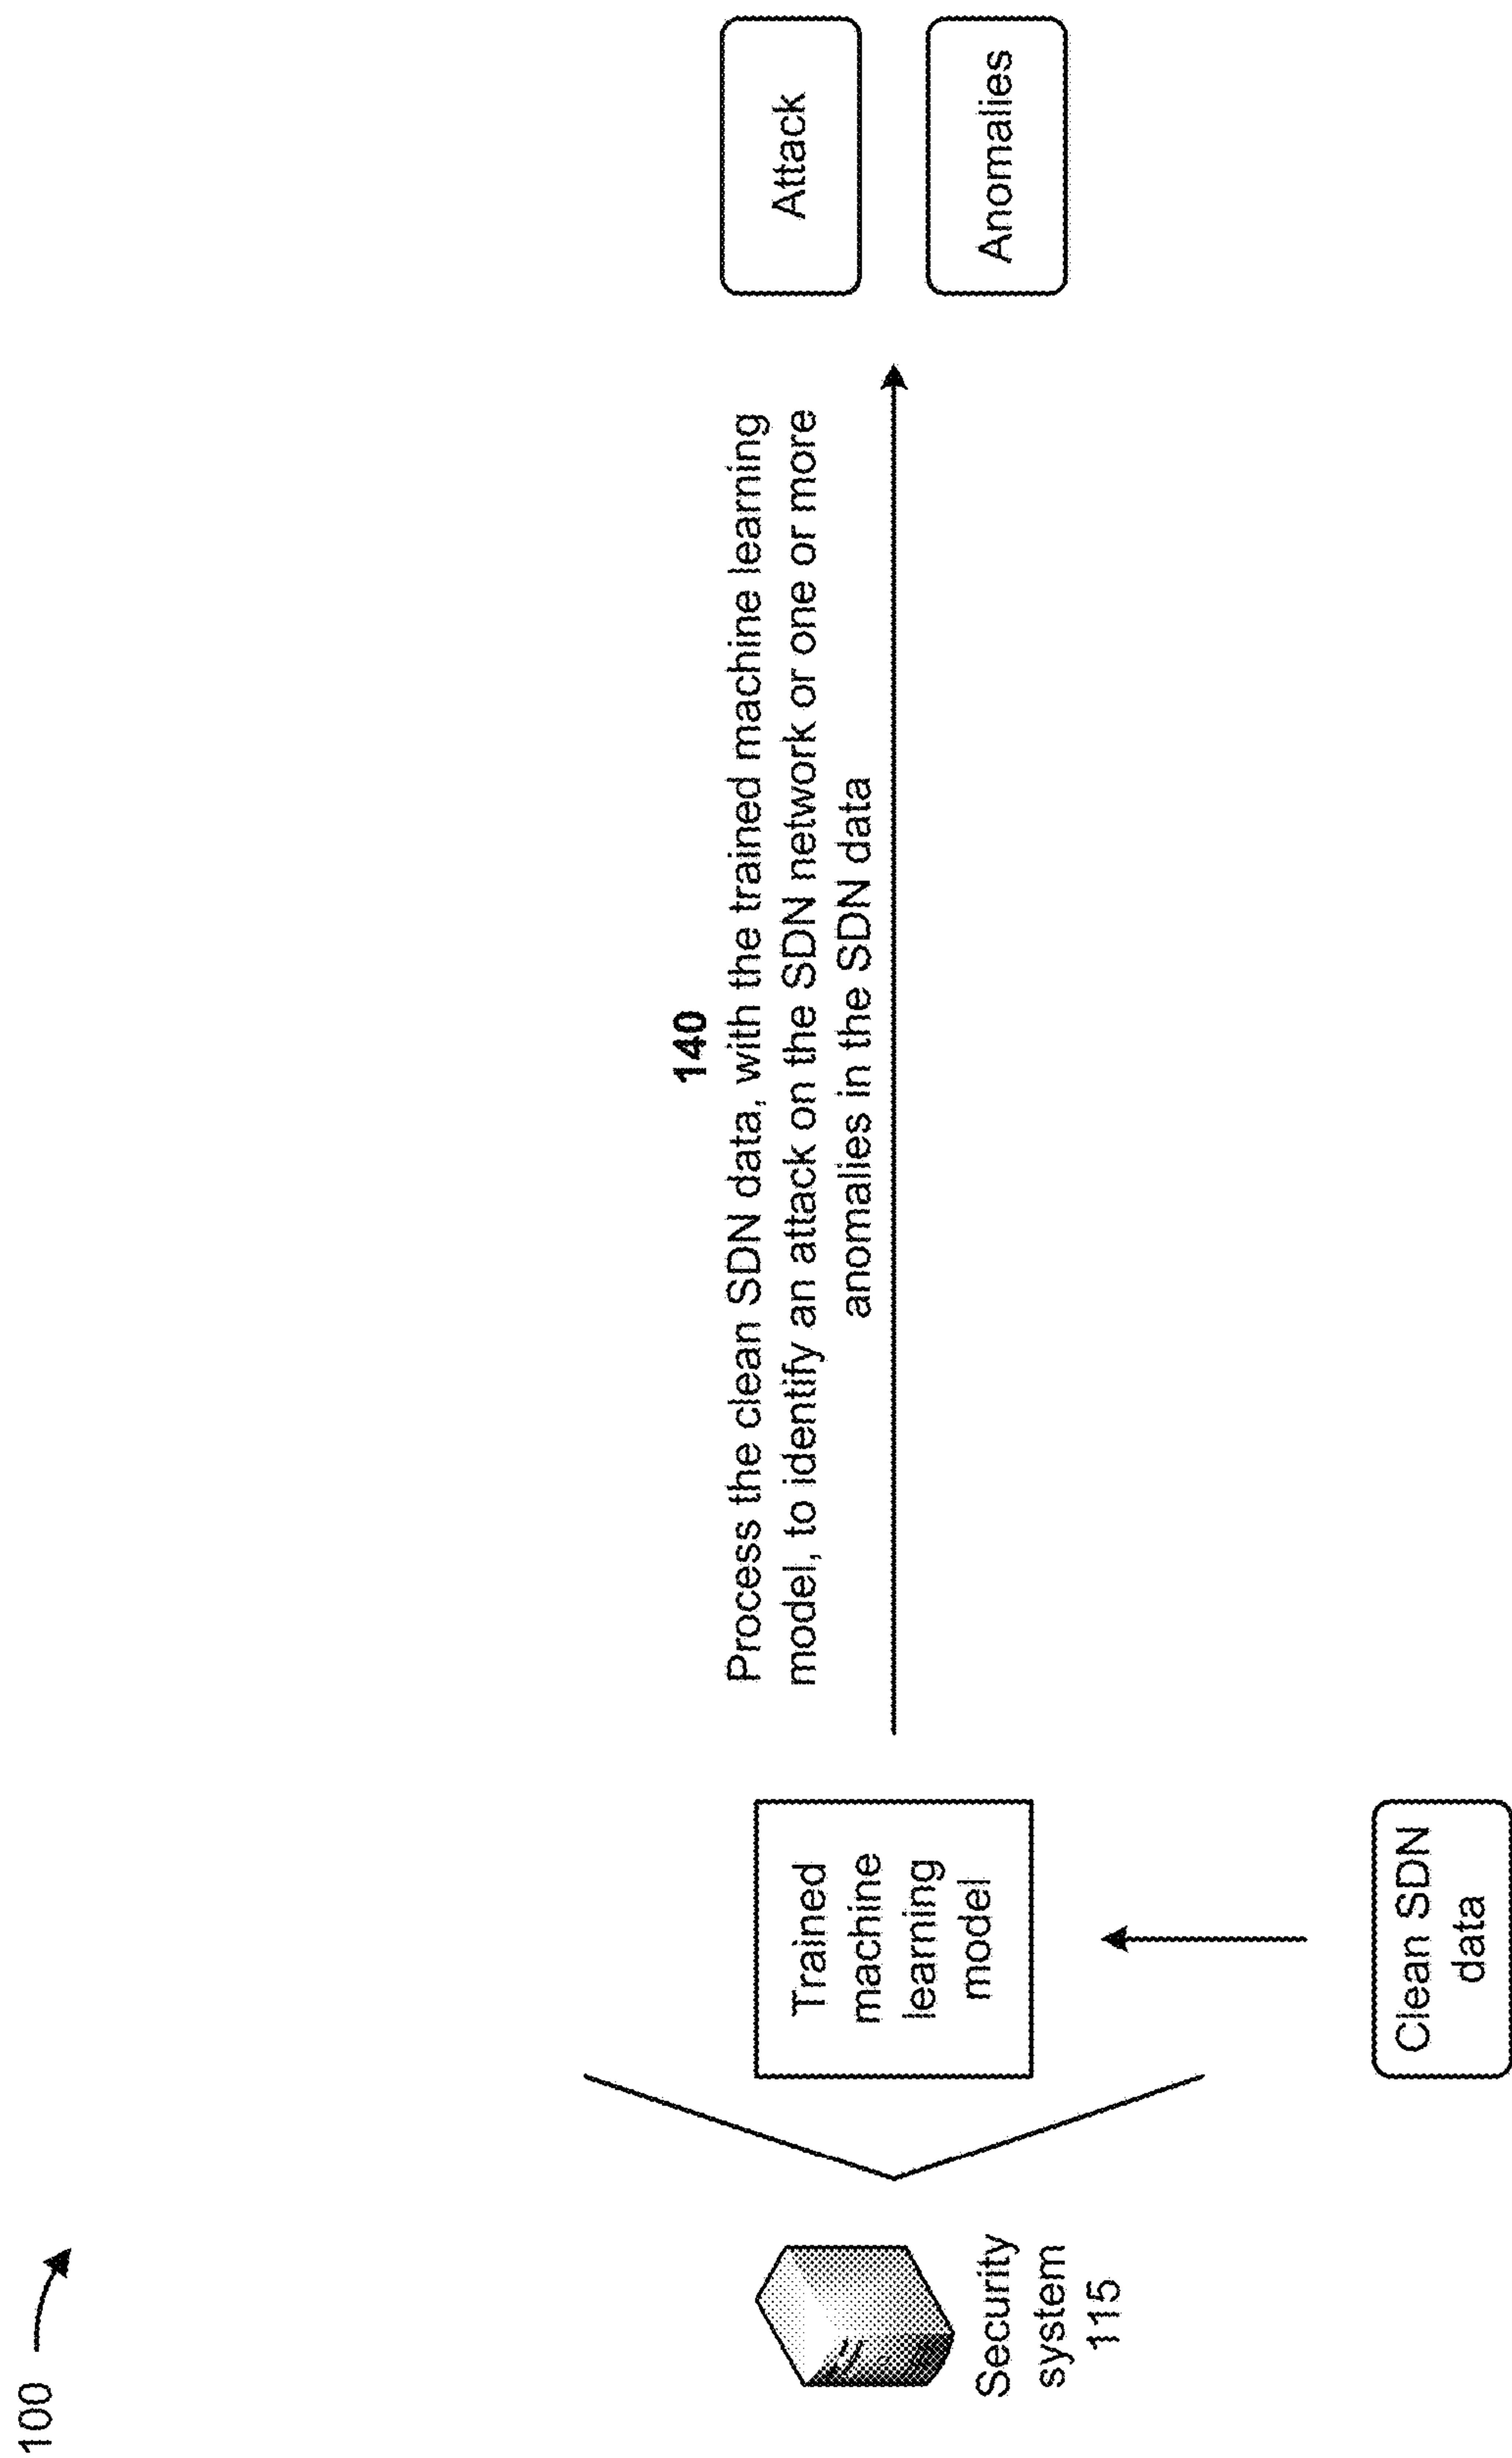 100
140
Process the clean SDN data, with the trained machine learning
model, to identify an attack on the SDN network or one or more
anomalies in the SDN data
Attack
Anomalies
Trained
machine
learning
model
Security
system
115
Clean SDN
data